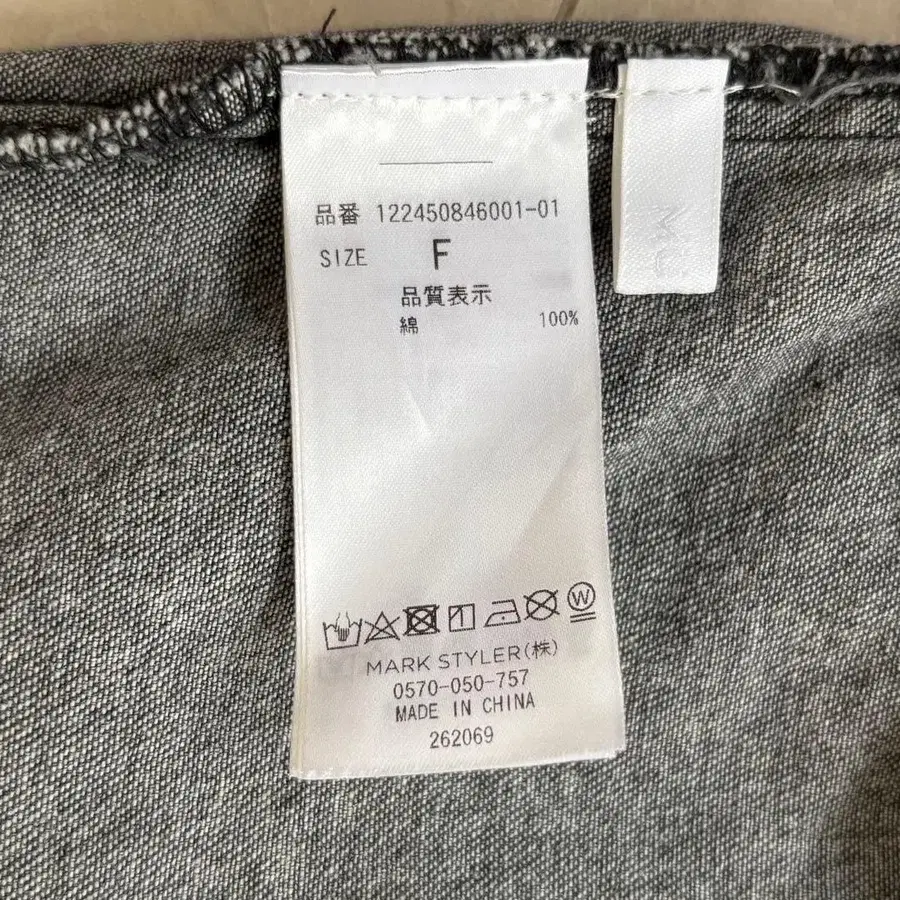 品番 122450846001-01
SIZE F
品質表示
綿 100%
W
MARK STYLER(株)
0570-050-757
MADE IN CHINA
262069